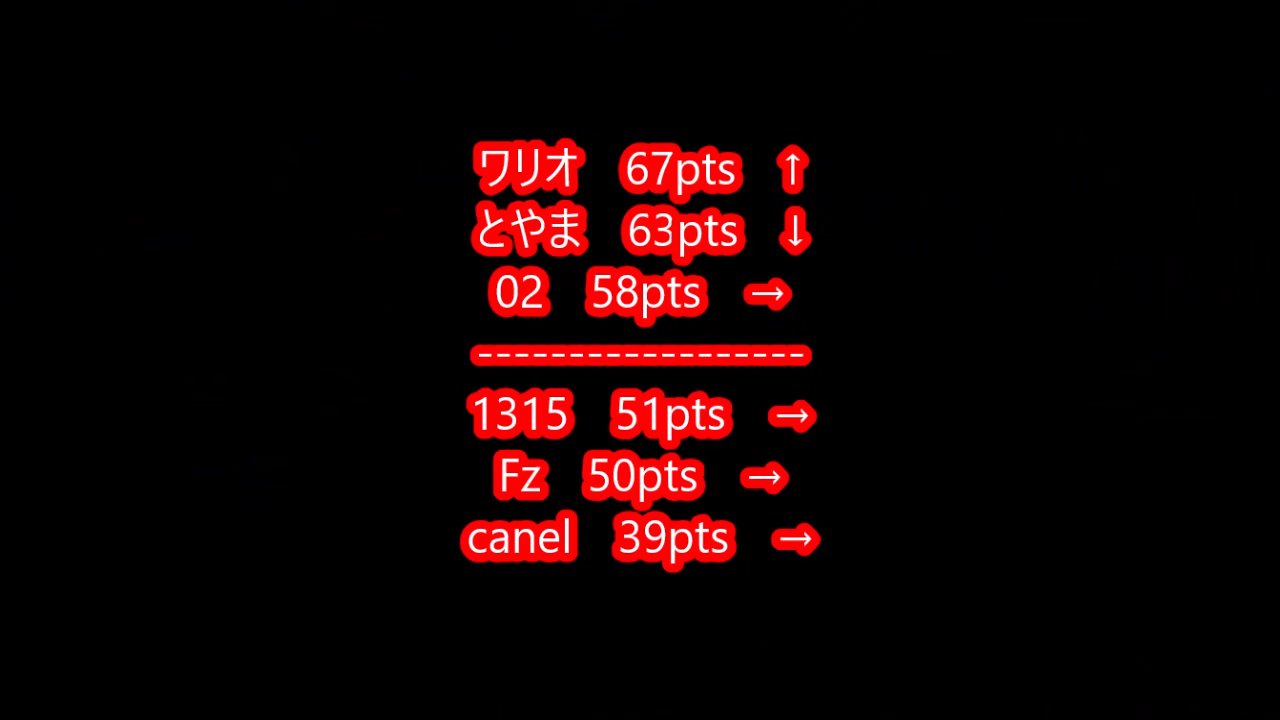 ワリオ 67pts ↑
とやま 63pts ↓
02 58pts →
------------------
1315 51pts →
Fz 50pts →
canel 39pts →